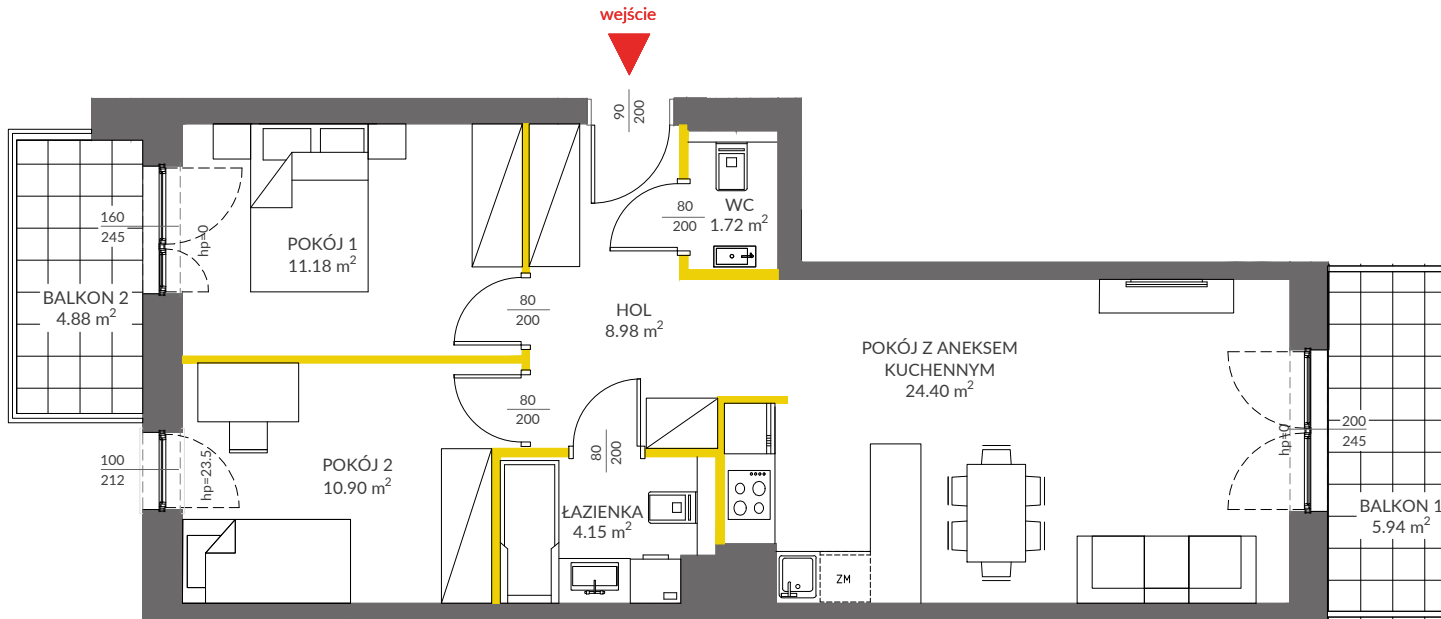 wejście
90
200
WC
1.72 m²
80
200
160
245
hp=0
POKÓJ 1
11.18 m²
BALKON 2
4.88 m²
80
200
HOL
8.98 m²
POKÓJ Z ANEKSEM
KUCHENNYM
24.40 m²
80
200
80
200
200
245
hp=0
100
212
hp=23.5
POKÓJ 2
10.90 m²
ŁAZIENKA
4.15 m²
BALKON 1
5.94 m²
ZM